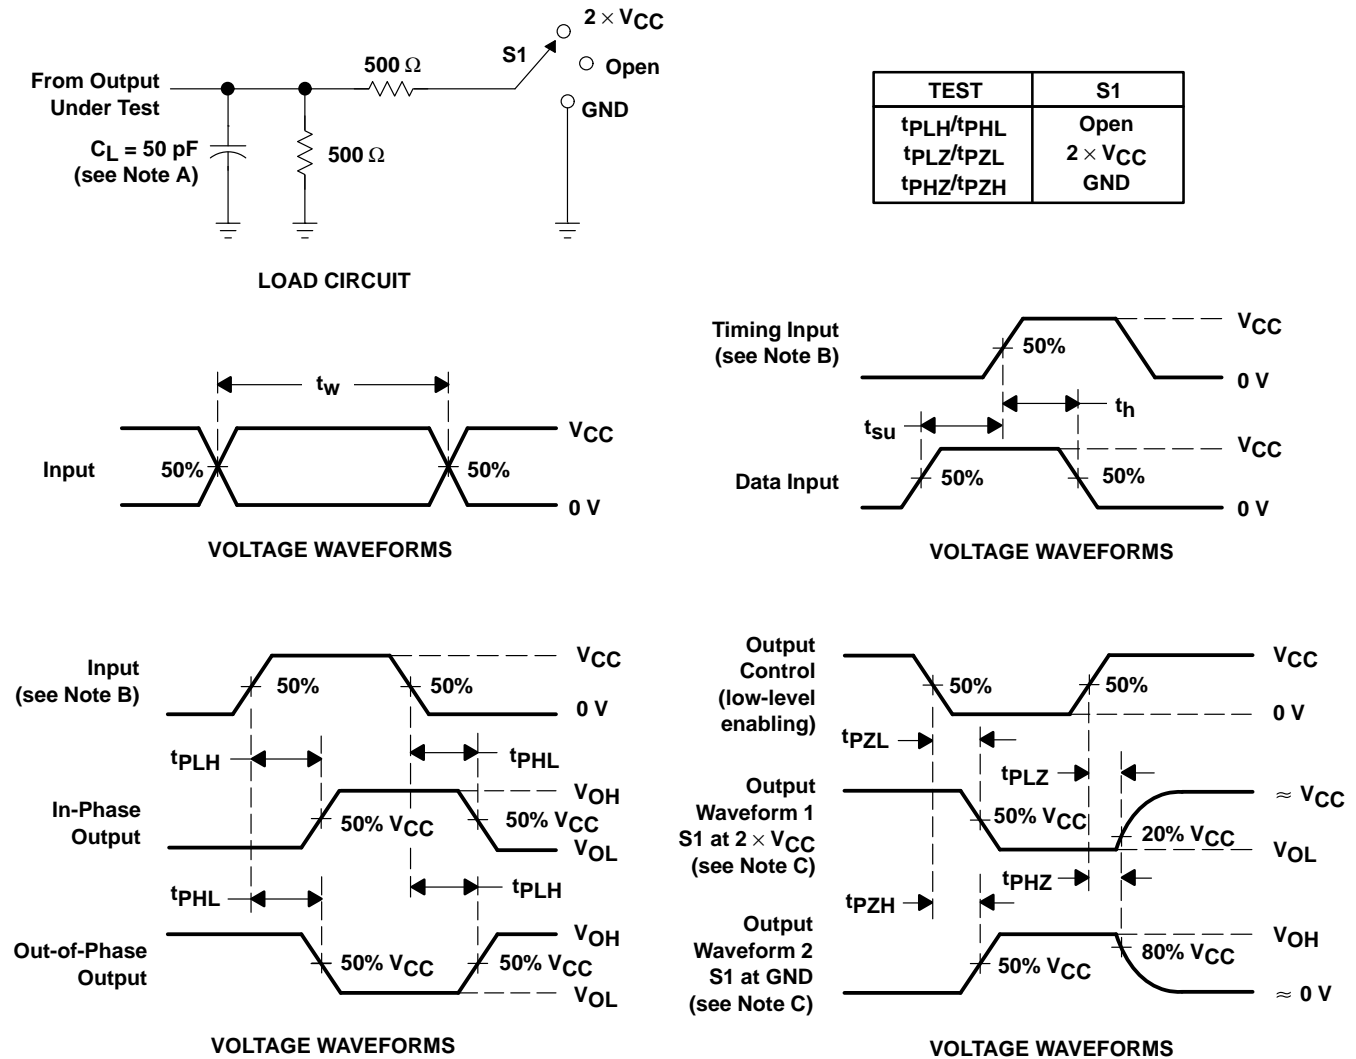 2 × VCC
S1
500 Ω
Open
From Output
Under Test
GND
CL = 50 pF
(see Note A)
500 Ω
LOAD CIRCUIT
TEST S1
tPLH/tPHL Open
tPLZ/tPZL 2 × VCC
tPHZ/tPZH GND
tw
VCC
Input
50%
50%
0 V
VOLTAGE WAVEFORMS
Timing Input
(see Note B)
VCC
50%
0 V
th
tsu
VCC
Data Input
50%
50%
0 V
VOLTAGE WAVEFORMS
Input
(see Note B)
VCC
50%
50%
0 V
tPLH
tPHL
In-Phase
Output
VOH
50% VCC
50% VCC
VOL
tPHL
tPLH
Out-of-Phase
Output
VOH
50% VCC
50% VCC
VOL
VOLTAGE WAVEFORMS
Output
Control
(low-level
enabling)
VCC
50%
50%
0 V
tPZL
tPLZ
Output
Waveform 1
S1 at 2 × VCC
(see Note C)
≈ VCC
50% VCC
20% VCC
VOL
tPHZ
tPZH
Output
Waveform 2
S1 at GND
(see Note C)
VOH
50% VCC
80% VCC
≈ 0 V
VOLTAGE WAVEFORMS